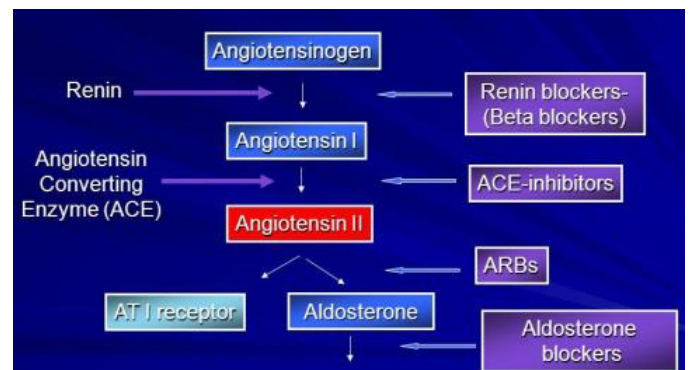 Angiotensinogen
Renin
Renin blockers-
(Beta blockers)
Angiotensin I
Angiotensin
Converting
Enzyme (ACE)
ACE-inhibitors
Angiotensin II
ARBs
AT I receptor
Aldosterone
Aldosterone
blockers